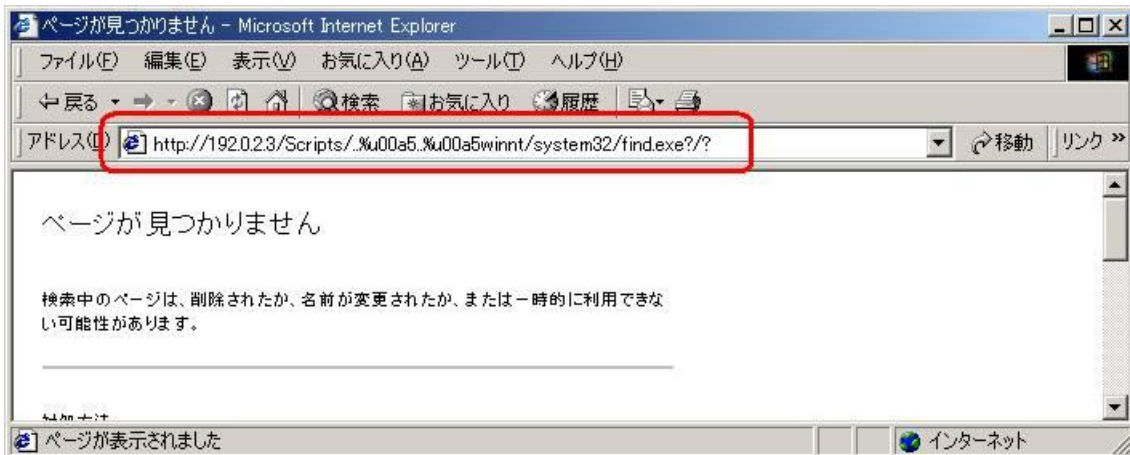 ページが見つかりません - Microsoft Internet Explorer
ファイル(F) 編集(E) 表示(V) お気に入り(A) ツール(T) ヘルプ(H)
戻る 検索 お気に入り 履歴
アドレス(D) http://192.0.2.3/Scripts/..%u00a5..%u00a5winnt/system32/find.exe?/? 移動 リンク »
ページが見つかりません
検索中のページは、削除されたか、名前が変更されたか、または一時的に利用できな
い可能性があります。
ページが表示されました インターネット